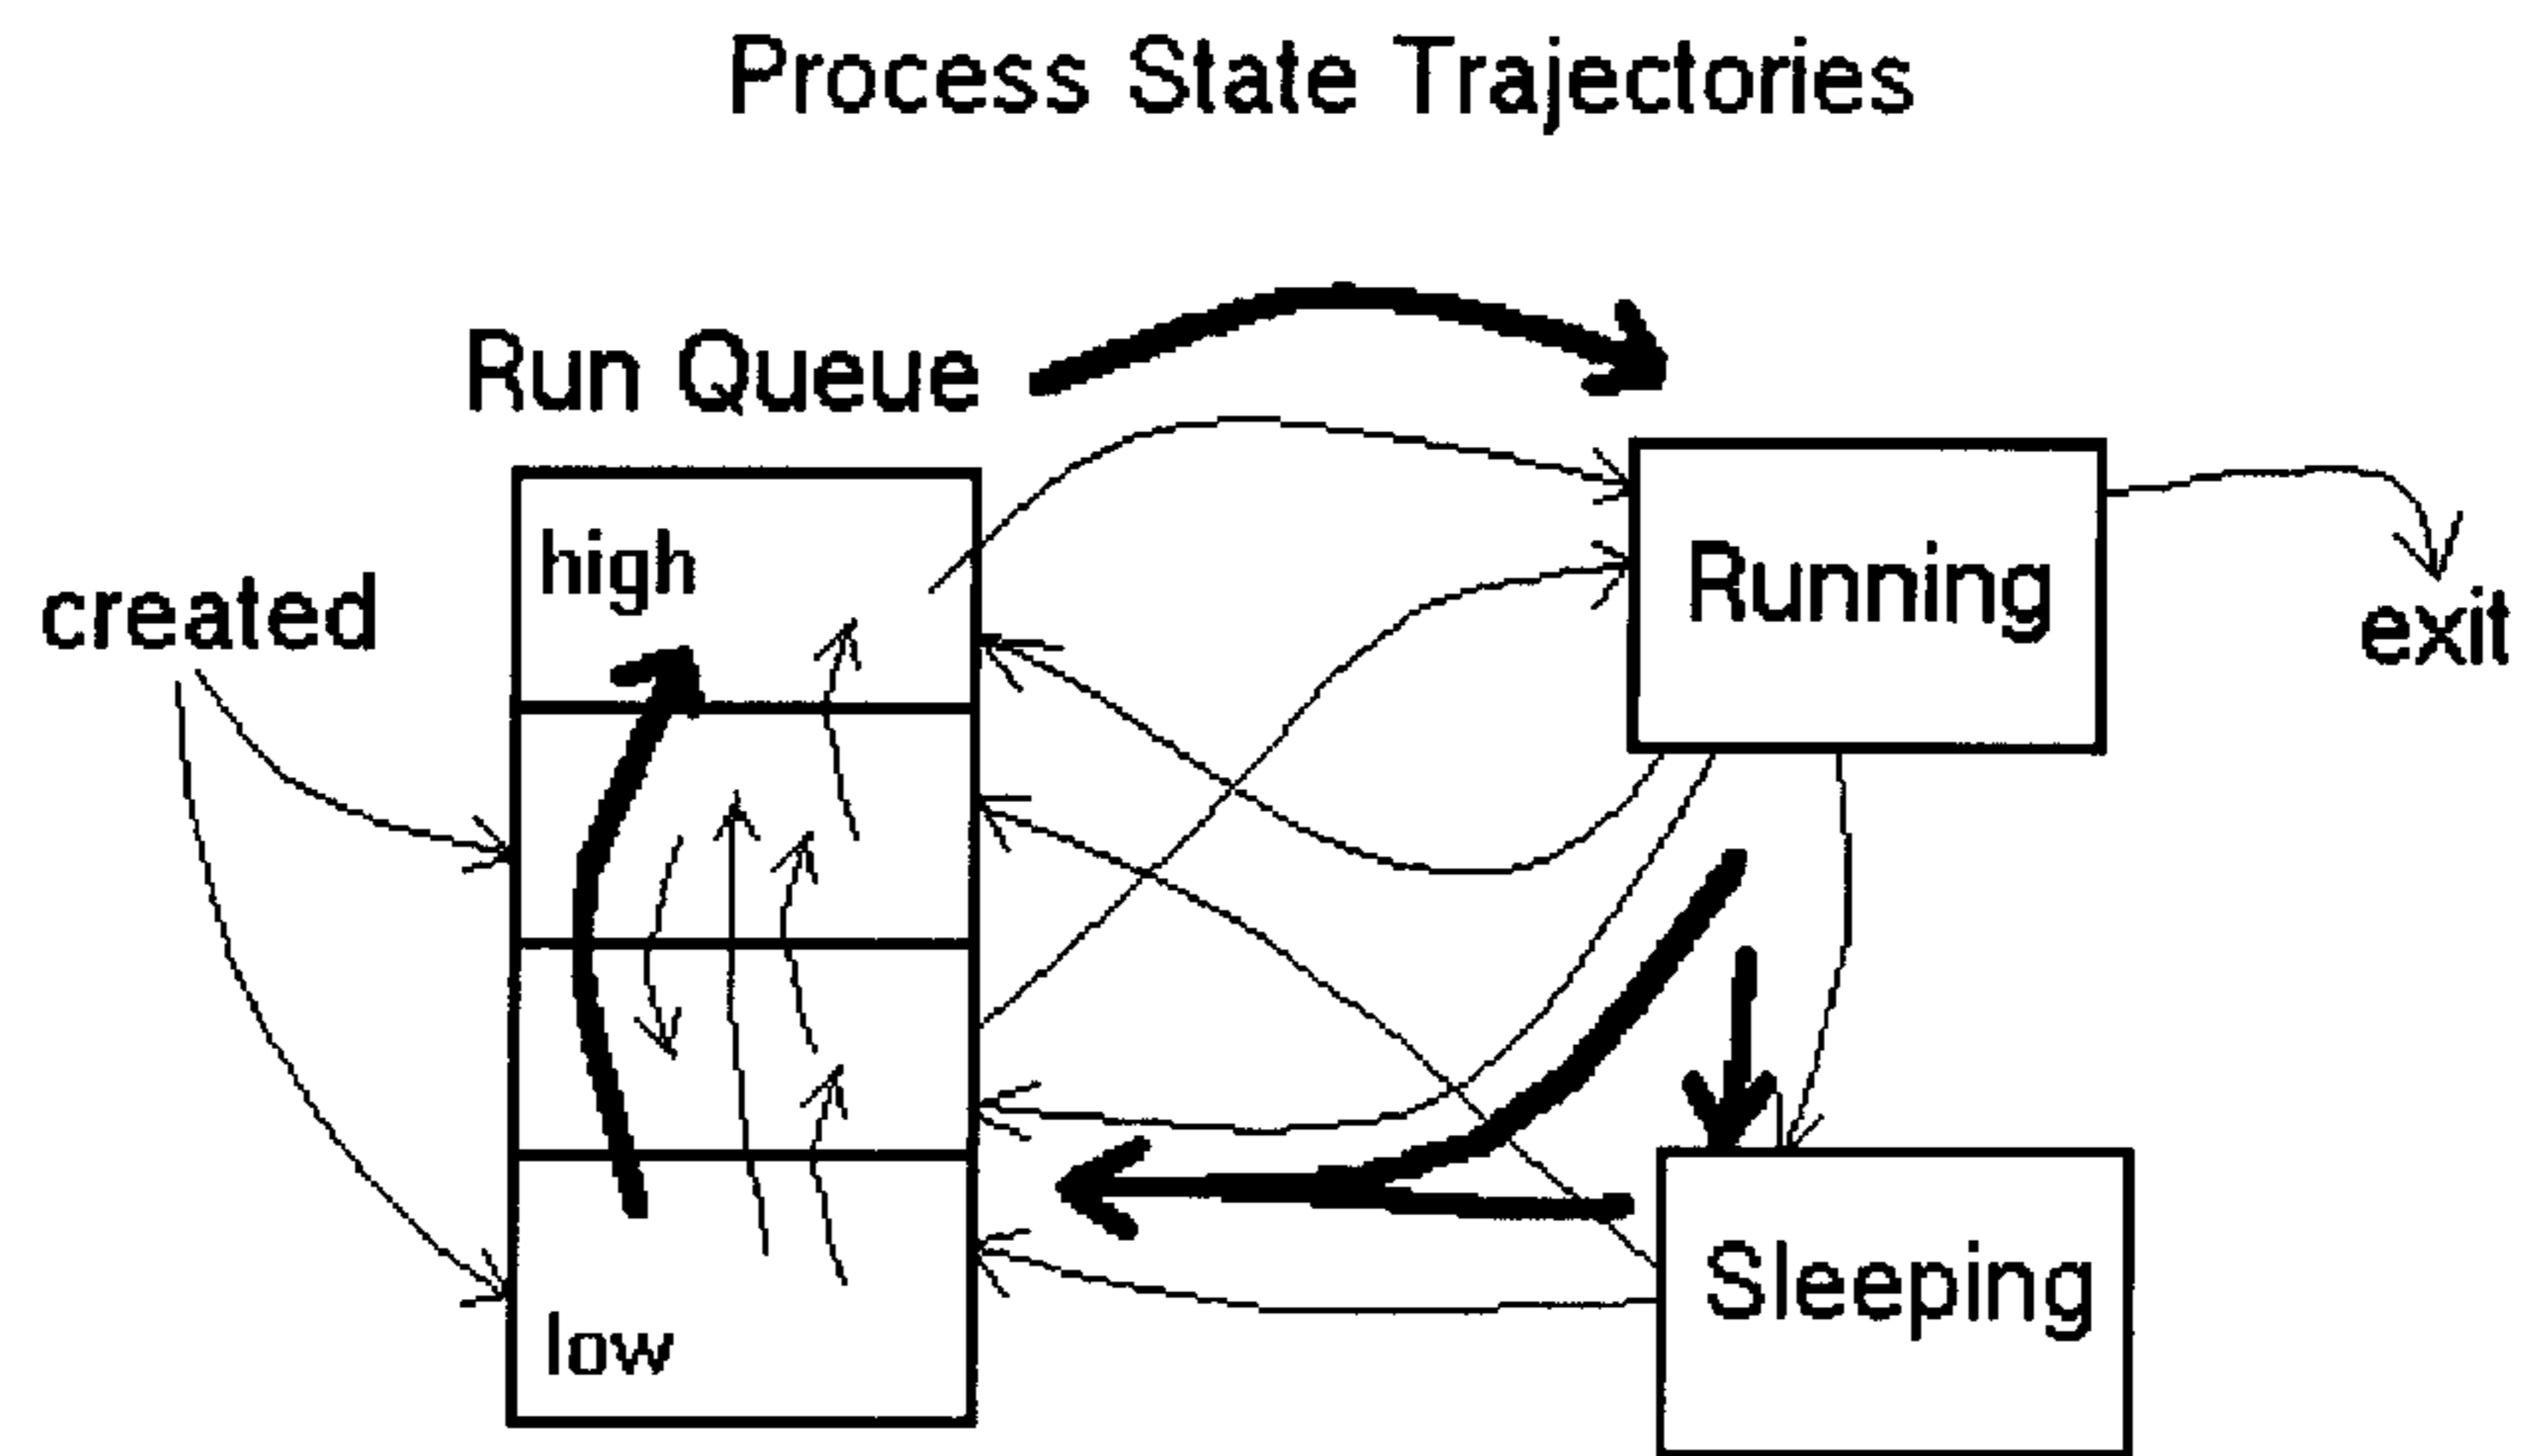 Process State Trajectories
Run Queue
high
Running
created
exit
Sleeping
low